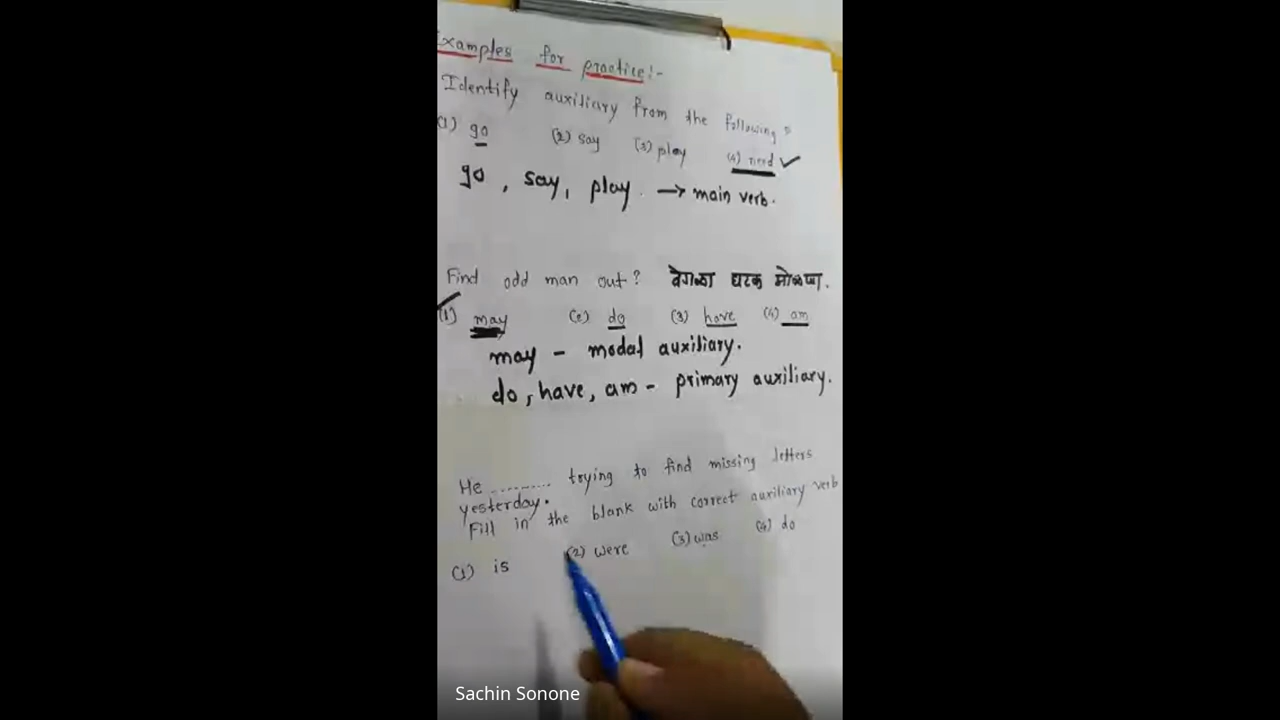 Examples for practice:-
Identify auxiliary from the following?
(1) go (2) say (3) play (4) need ✓
go, say, play. → main verb.
Find odd man out? वेगळा घटक ओळखा.
(1) may (2) do (3) have (4) am
may - modal auxiliary.
do, have, am - primary auxiliary.
He .......... trying to find missing letters
yesterday.
Fill in the blank with correct auxiliary verb
(1) is (2) were (3) was (4) do
Sachin Sonone